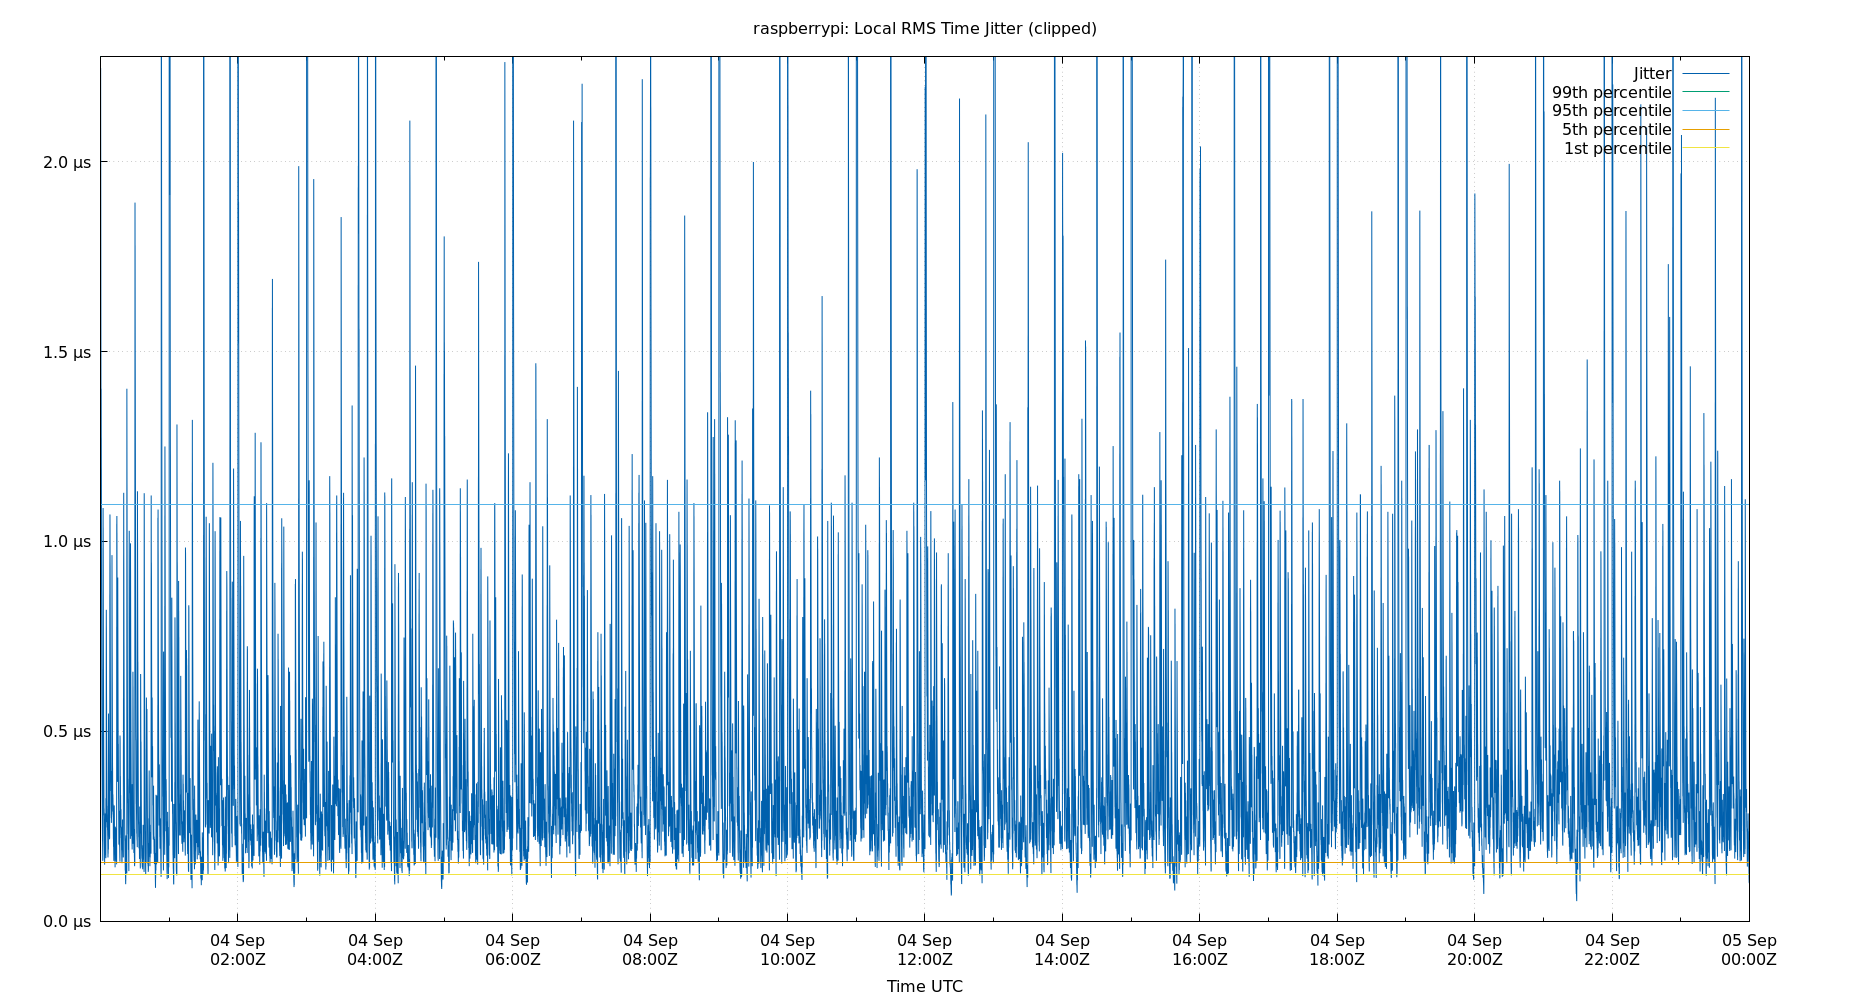 raspberrypi: Local RMS Time Jitter (clipped)
Jitter
99th percentile
95th percentile
5th percentile
1st percentile
2.0 µs
1.5 µs
1.0 µs
0.5 µs
0.0 µs
04 Sep 04 Sep 04 Sep 04 Sep 04 Sep 04 Sep 04 Sep 04 Sep 04 Sep 04 Sep 04 Sep 05 Sep
02:00Z 04:00Z 06:00Z 08:00Z 10:00Z 12:00Z 14:00Z 16:00Z 18:00Z 20:00Z 22:00Z 00:00Z
Time UTC